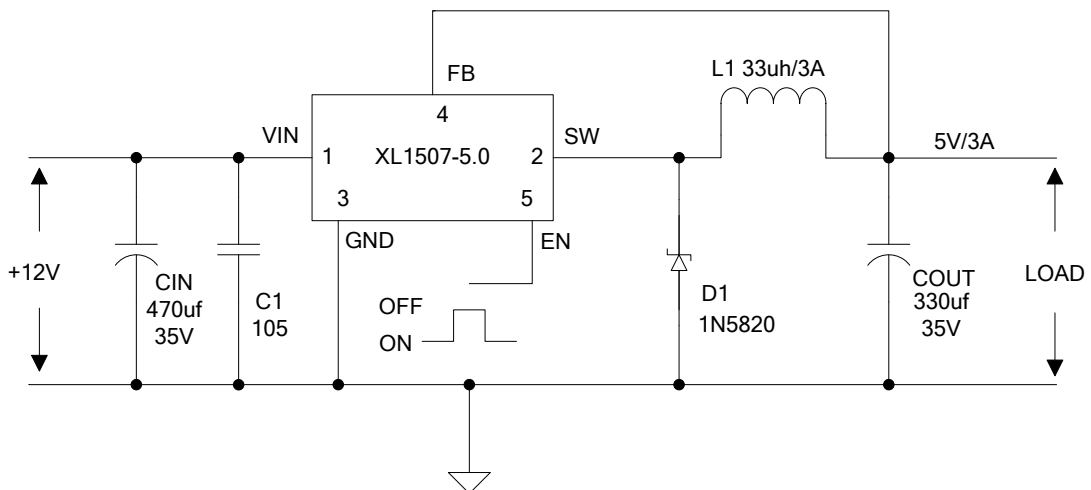 FB
L1 33uh/3A
4
VIN
SW
5V/3A
1
XL1507-5.0
2
3
5
GND
EN
+12V
CIN
470uf
35V
C1
105
OFF
ON
D1
1N5820
COUT
330uf
35V
LOAD